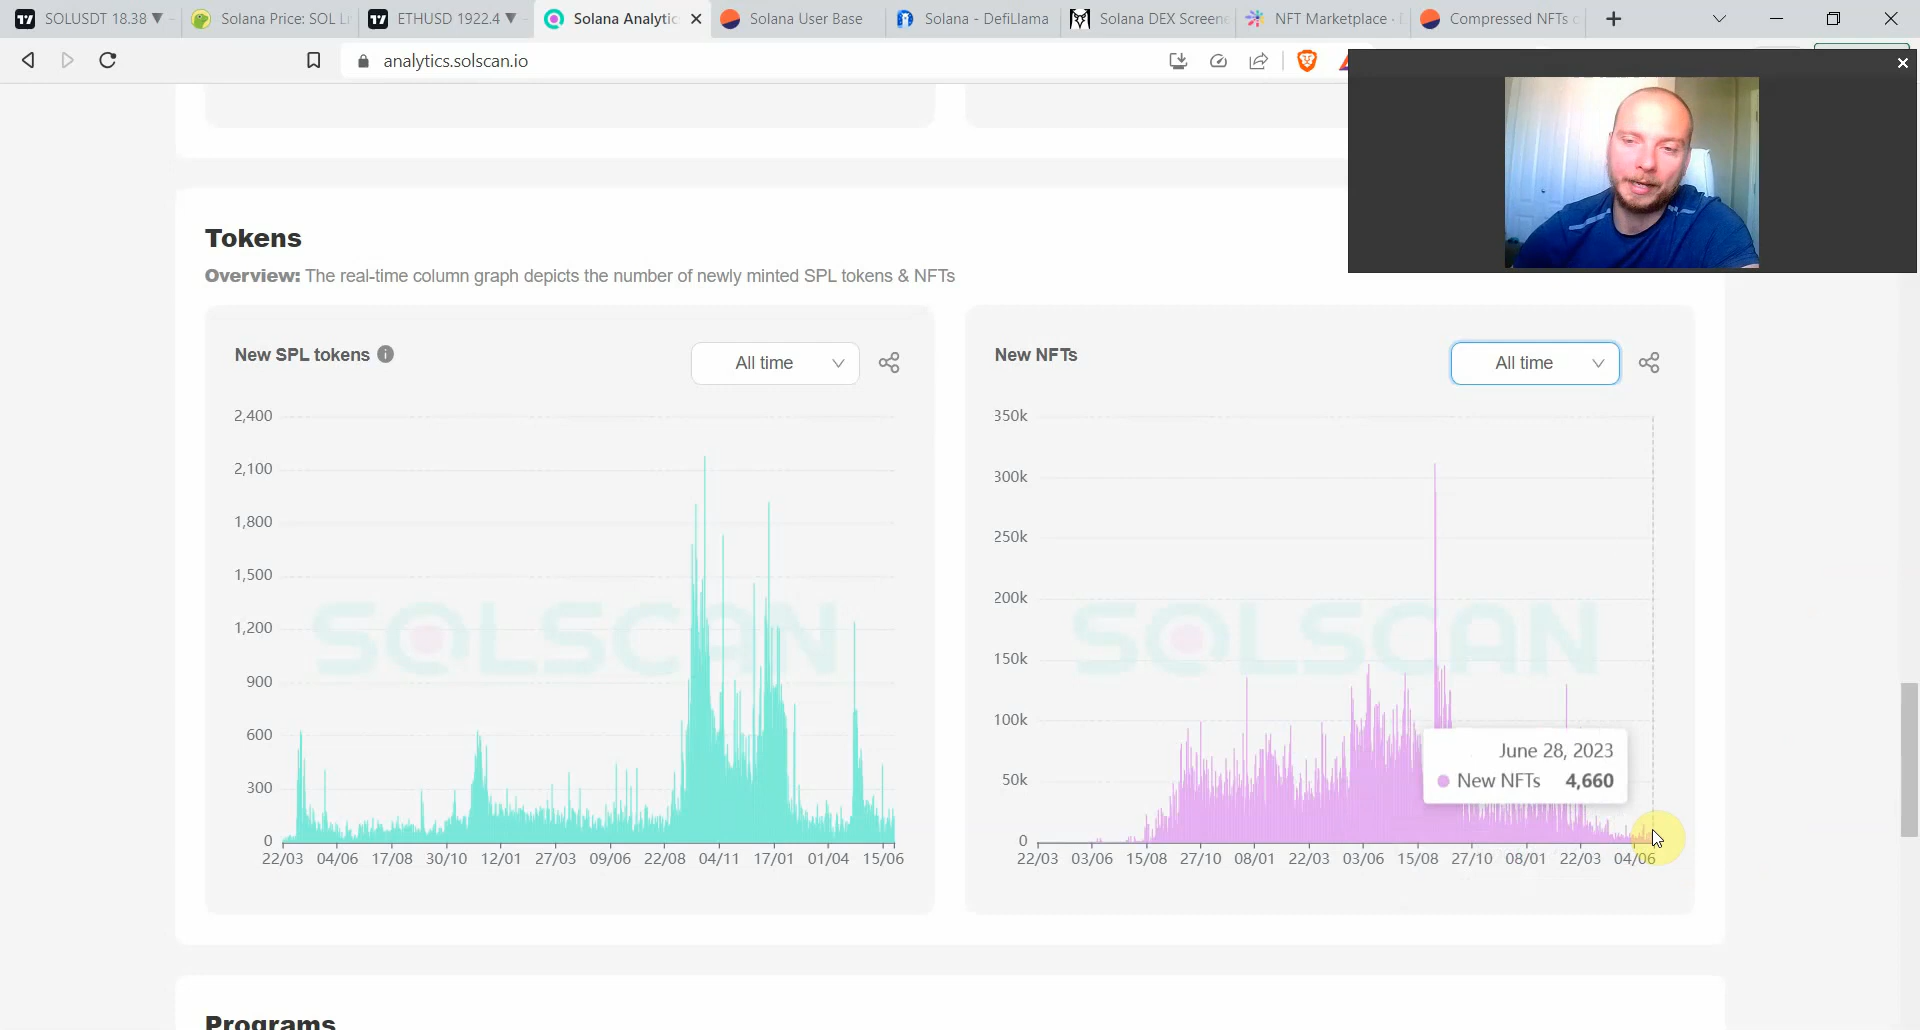 SOLUSDT 18.38
Solana Price: SOL Li
ETHUSD 1922.4
Solana Analytic
Solana User Base
Solana - DefiLlama
Solana DEX Screene
NFT Marketplace ·
Compressed NFTs
analytics.solscan.io
Tokens
Overview: The real-time column graph depicts the number of newly minted SPL tokens & NFTs
New SPL tokens
All time
2,400
2,100
1,800
1,500
1,200
900
600
300
0
22/03 04/06 17/08 30/10 12/01 27/03 09/06 22/08 04/11 17/01 01/04 15/06
SOLSCAN
New NFTs
All time
350k
300k
250k
200k
150k
100k
50k
0
22/03 03/06 15/08 27/10 08/01 22/03 03/06 15/08 27/10 08/01 22/03 04/06
SOLSCAN
June 28, 2023
New NFTs 4,660
Programs